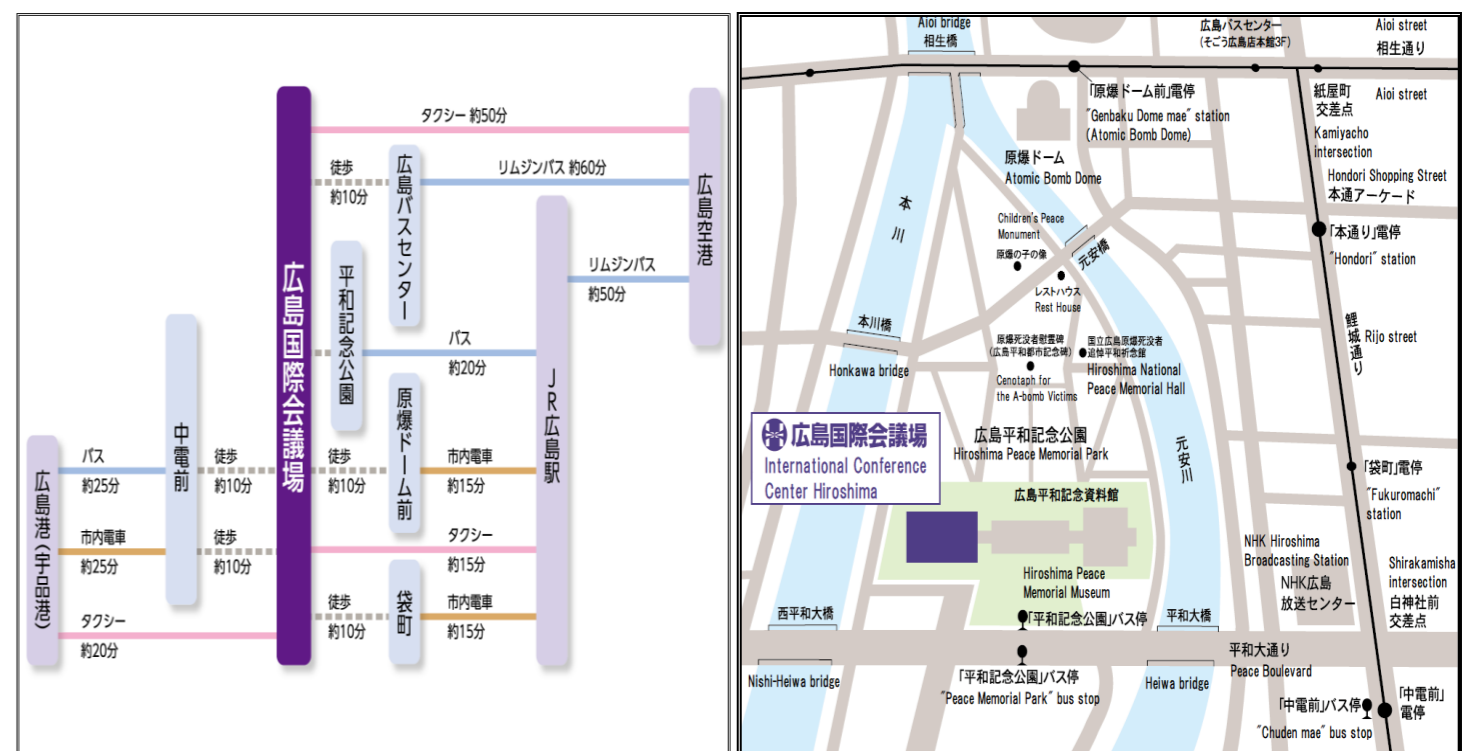 タクシー 約50分
徒歩
約10分
広島バスセンター
リムジンバス 約60分
広島空港
リムジンバス
約50分
広島国際会議場
平和記念公園
バス
約20分
JR広島駅
中電前
原爆ドーム前
広島港(宇品港)
バス
約25分
徒歩
約10分
徒歩
約10分
市内電車
約15分
市内電車
約25分
徒歩
約10分
タクシー
約15分
タクシー
約20分
徒歩
約10分
袋町
市内電車
約15分
Aioi bridge
相生橋
広島バスセンター
(そごう広島店本館3F)
Aioi street
相生通り
「原爆ドーム前」電停
"Genbaku Dome mae" station
(Atomic Bomb Dome)
紙屋町
交差点
Aioi street
Kamiyacho
intersection
原爆ドーム
Atomic Bomb Dome
Hondori Shopping Street
本通アーケード
本川
Children's Peace
Monument
原爆の子の像
元安橋
「本通り」電停
"Hondori" station
レストハウス
Rest House
本川橋
Honkawa bridge
原爆死没者慰霊碑
(広島平和都市記念碑)
Cenotaph for
the A-bomb Victims
国立広島原爆死没者
追悼平和祈念館
Hiroshima National
Peace Memorial Hall
鯉城通り
Rijo street
広島国際会議場
International Conference
Center Hiroshima
広島平和記念公園
Hiroshima Peace Memorial Park
元安川
「袋町」電停
"Fukuromachi"
station
広島平和記念資料館
Hiroshima Peace
Memorial Museum
NHK Hiroshima
Broadcasting Station
NHK広島
放送センター
Shirakamisha
intersection
白神社前
交差点
西平和大橋
Nishi-Heiwa bridge
「平和記念公園」バス停
平和大橋
Heiwa bridge
平和大通り
Peace Boulevard
「平和記念公園」バス停
"Peace Memorial Park" bus stop
「中電前」バス停
"Chuden mae" bus stop
「中電前」
電停